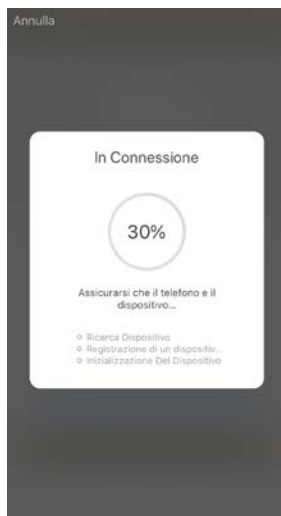 Annulla
In Connessione
30%
Assicurarsi che il telefono e il
dispositivo...
Ricerca Dispositivo
Registrazione di un dispositiv...
Inizializzazione Del Dispositivo